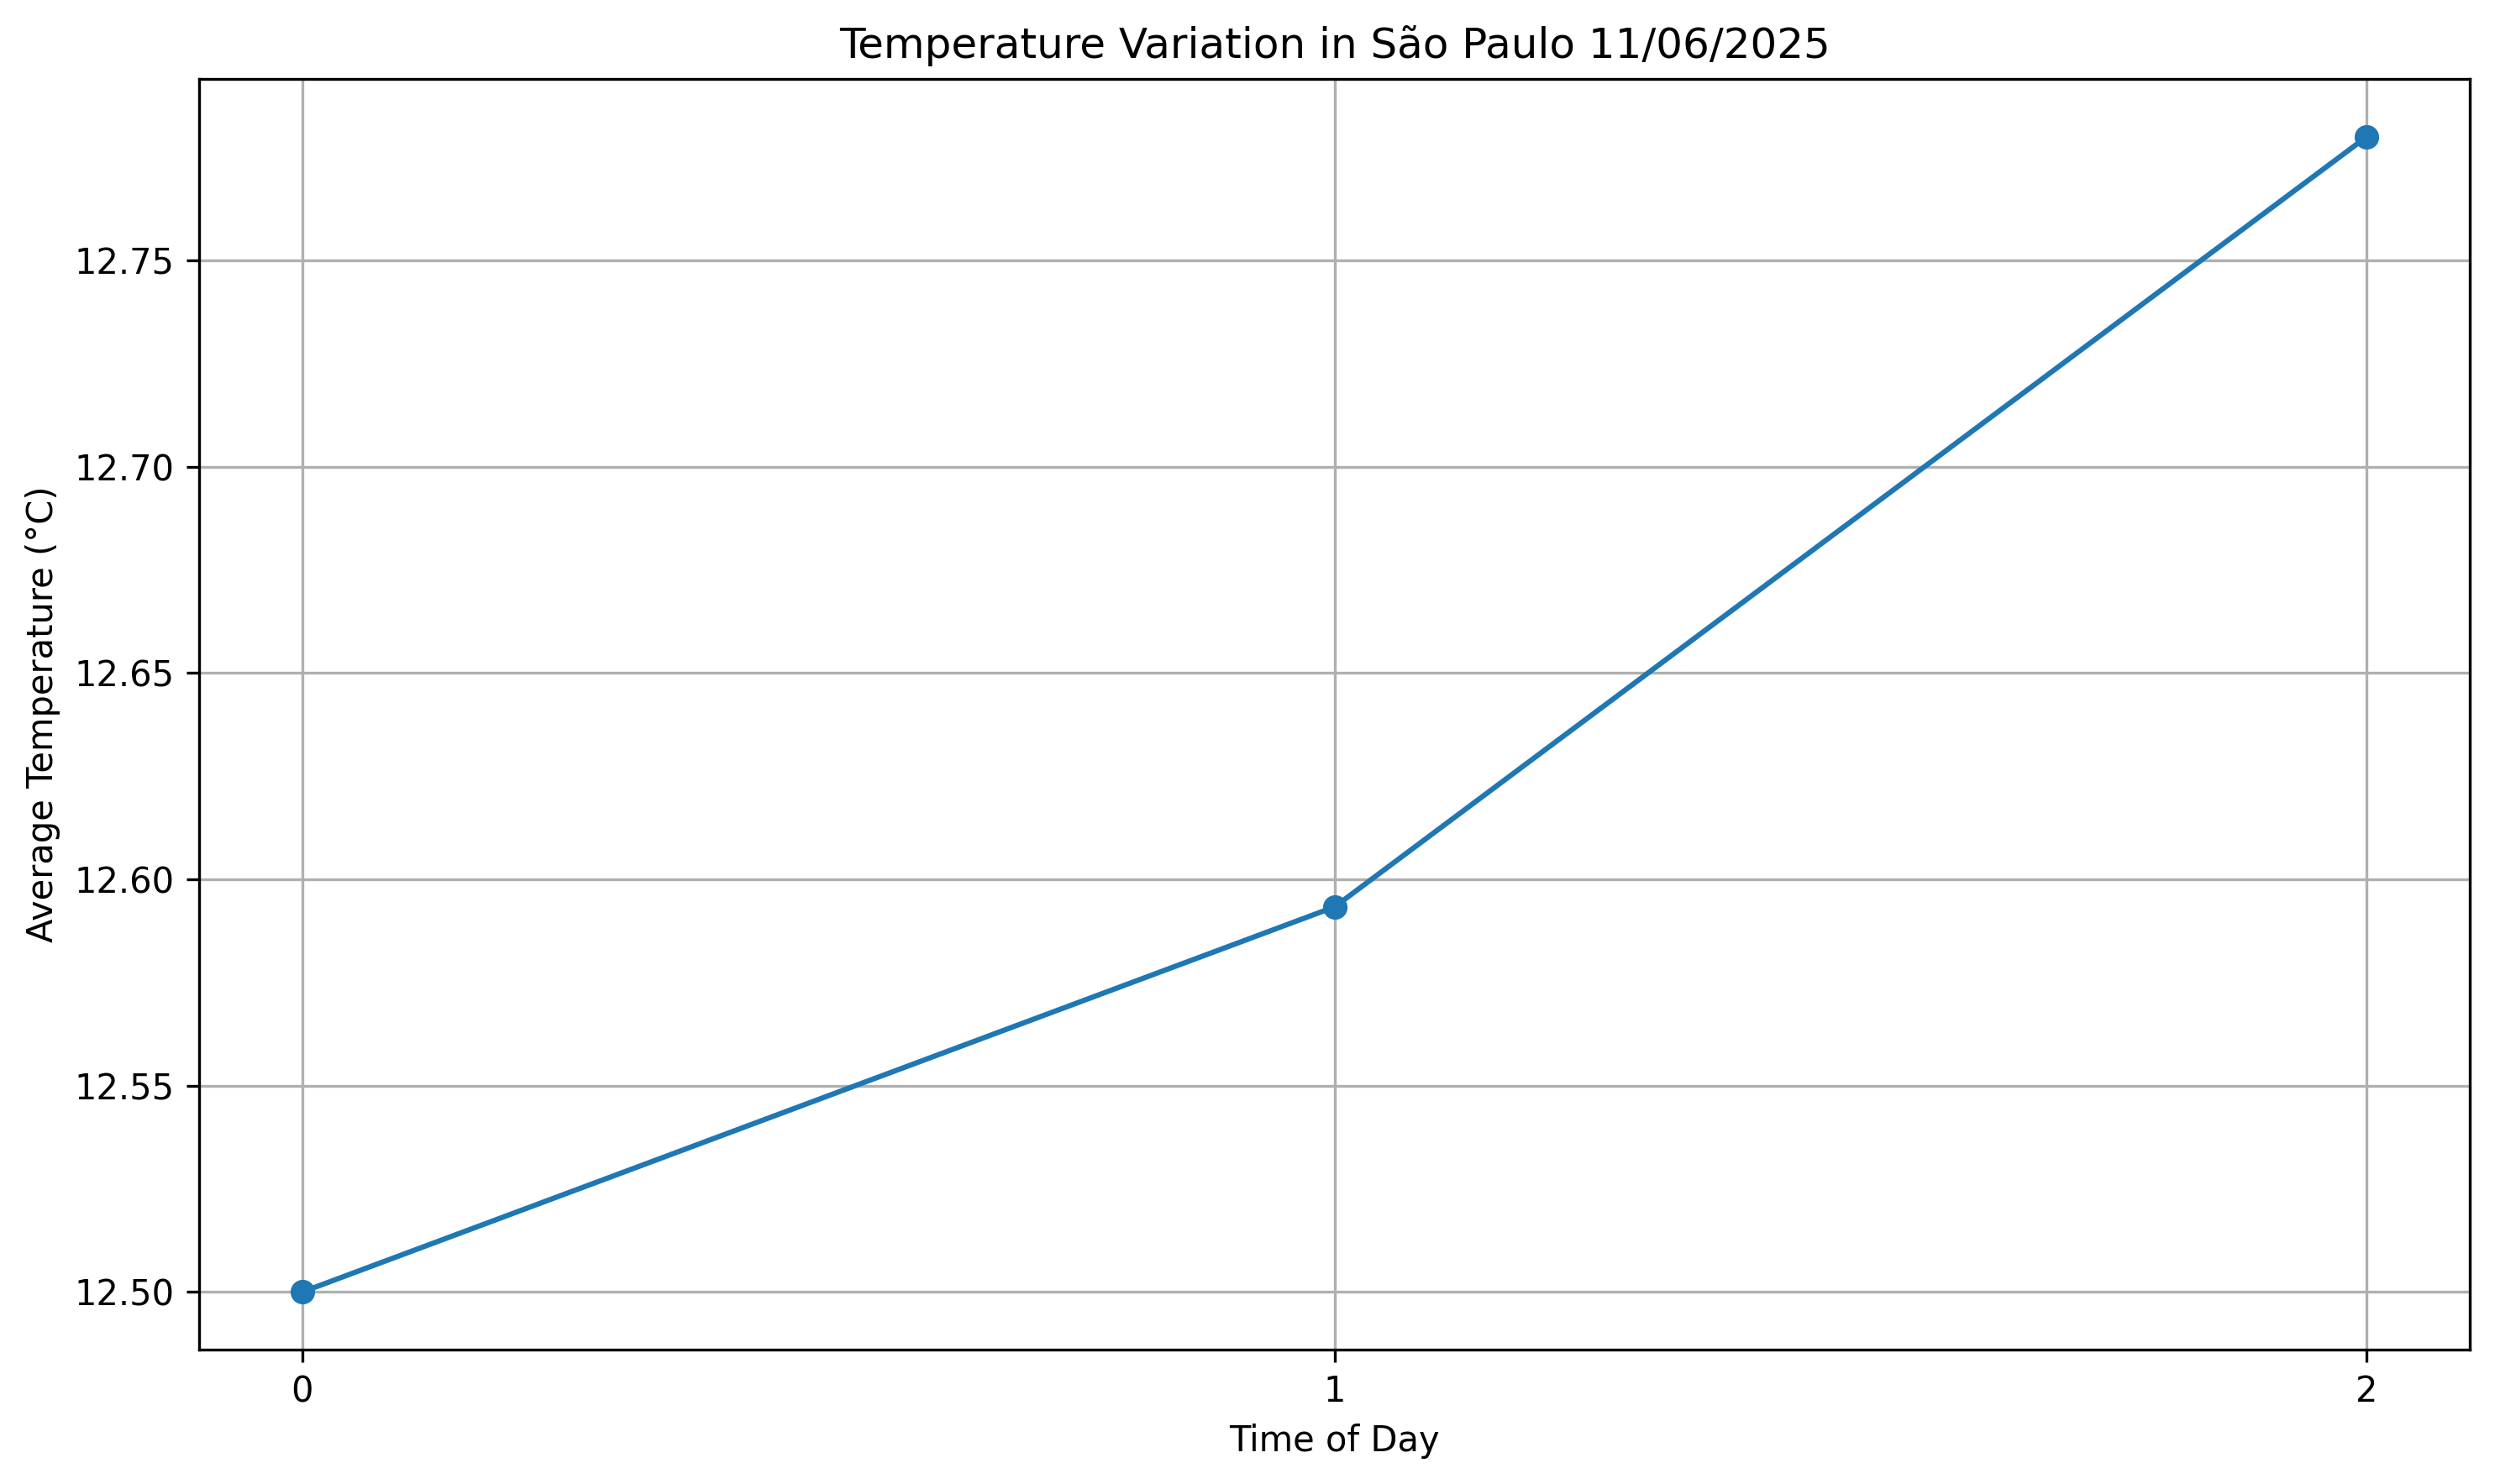 Temperature Variation in São Paulo 11/06/2025
12.75
12.70
12.65
12.60
12.55
12.50
Average Temperature (°C)
0 1 2
Time of Day